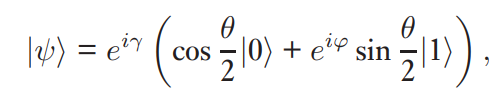 |ψ⟩ = e^{iγ} ( cos θ/2 |0⟩ + e^{iφ} sin θ/2 |1⟩ ) ,